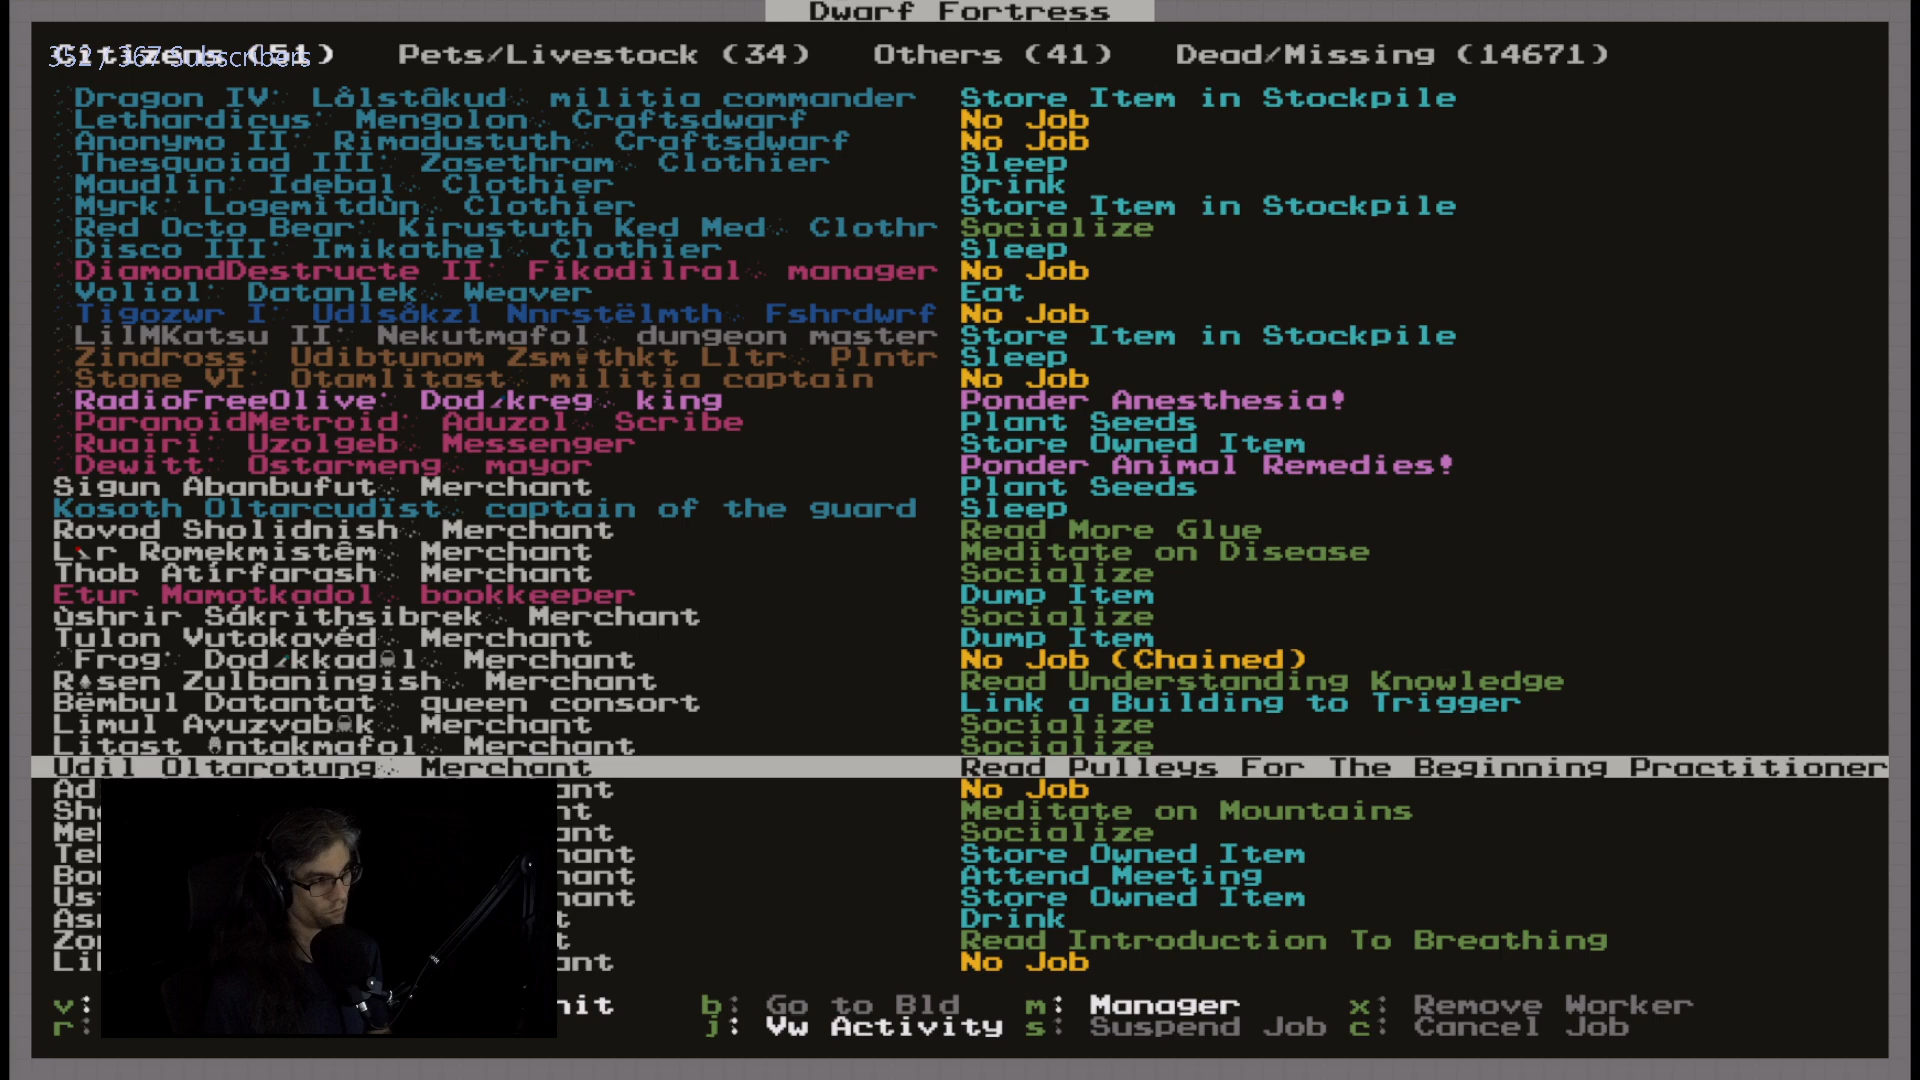 Dwarf Fortress
352 / 367 Subscribers
Citizens (51) Pets/Livestock (34) Others (41) Dead/Missing (14671)
Dragon IV Lålstâkud militia commander Store Item in Stockpile
Lethardicus Mengolon Craftsdwarf No Job
Anonymo II Rimadustuth Craftsdwarf No Job
Thesquoiad III Zasethram Clothier Sleep
Maudlin Idebal Clothier Drink
Myrk Logemìtdùn Clothier Store Item in Stockpile
Red Octo Bear Kirustuth Ked Med Clothr Socialize
Disco III Imikathel Clothier Sleep
DiamondDestructe II Fikodilral manager No Job
Voliol Datanlek Weaver Eat
Tigozwr I Udlsåkzl Nnrstëlmth Fshrdwrf No Job
LilMKatsu II Nekutmafol dungeon master Store Item in Stockpile
Zindross Udibtunom Lltr Plntr Sleep
Stone VI Otamlitast militia captain No Job
RadioFreeOlive king Ponder Anesthesia!
ParanoidMetroid Aduzol Scribe Plant Seeds
Ruairi Uzolgeb Messenger Store Owned Item
Dewitt Ostarmeng mayor Ponder Animal Remedies!
Sigun Abanbufut Merchant Plant Seeds
Kosoth Oltarcudïst captain of the guard Sleep
Rovod Sholidnish Merchant Read More Glue
Romekmistêm Merchant Meditate on Disease
Thob Atírfarash Merchant Socialize
Etur Mamotkadol bookkeeper Dump Item
ùshrir Sákrithsibrek Merchant Socialize
Tulon Vutokavéd Merchant Dump Item
Frog Merchant No Job (Chained)
Zulbaningish Merchant Read Understanding Knowledge
Bëmbul Datantat queen consort Link a Building to Trigger
Limul Merchant Socialize
Litast Merchant Socialize
Udil Oltarotung Merchant Read Pulleys For The Beginning Practitioner
No Job
Meditate on Mountains
Socialize
Store Owned Item
Attend Meeting
Store Owned Item
Drink
Read Introduction To Breathing
No Job
v: b: Go to Bld m: Manager x: Remove Worker
r: j: Vw Activity s: Suspend Job c: Cancel Job